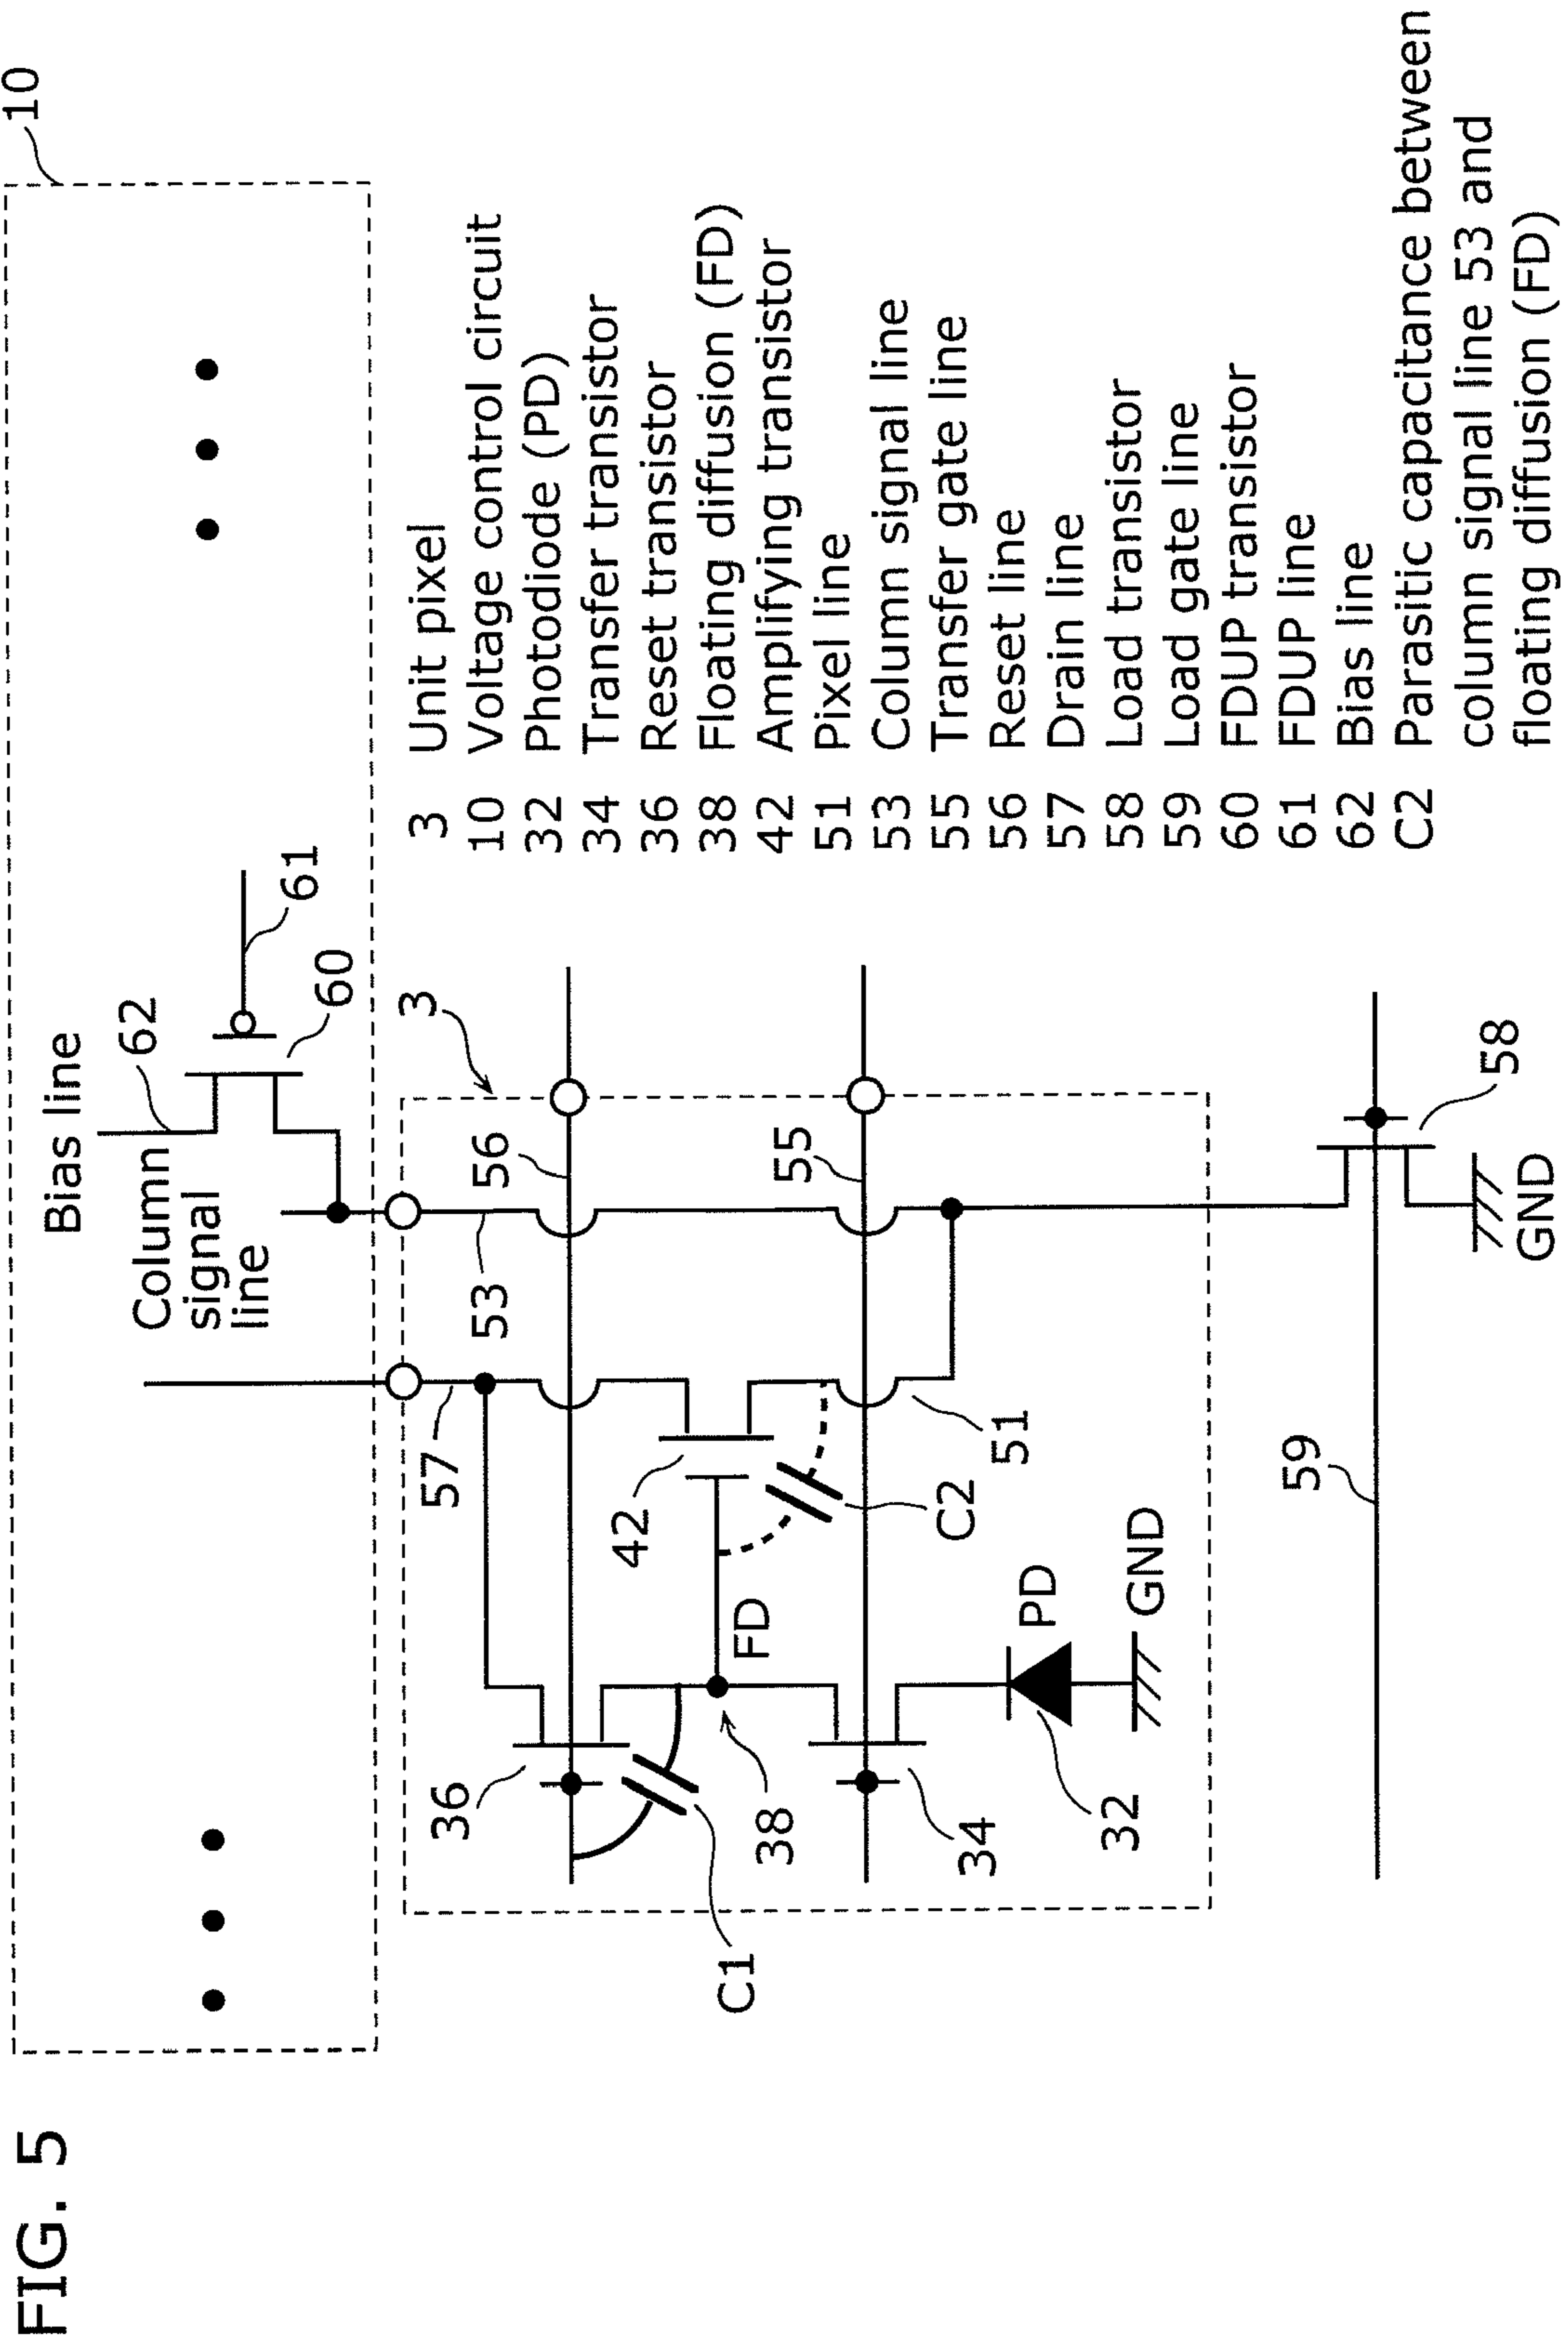 FIG. 5
10
Bias line
62
61
60
Column
signal
line
57
53
56
3
36
42
55
C1
38
FD
C2
51
34
32
PD
GND
59
58
GND
3 Unit pixel
10 Voltage control circuit
32 Photodiode (PD)
34 Transfer transistor
36 Reset transistor
38 Floating diffusion (FD)
42 Amplifying transistor
51 Pixel line
53 Column signal line
55 Transfer gate line
56 Reset line
57 Drain line
58 Load transistor
59 Load gate line
60 FDUP transistor
61 FDUP line
62 Bias line
C2 Parasitic capacitance between
column signal line 53 and
floating diffusion (FD)